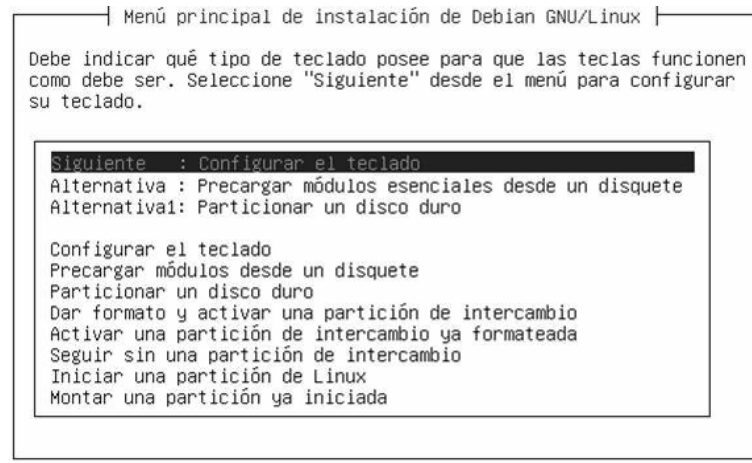 Menú principal de instalación de Debian GNU/Linux
Debe indicar qué tipo de teclado posee para que las teclas funcionen
como debe ser. Seleccione "Siguiente" desde el menú para configurar
su teclado.
Siguiente : Configurar el teclado
Alternativa : Precargar módulos esenciales desde un disquete
Alternativa1: Particionar un disco duro
Configurar el teclado
Precargar módulos desde un disquete
Particionar un disco duro
Dar formato y activar una partición de intercambio
Activar una partición de intercambio ya formateada
Seguir sin una partición de intercambio
Iniciar una partición de Linux
Montar una partición ya iniciada